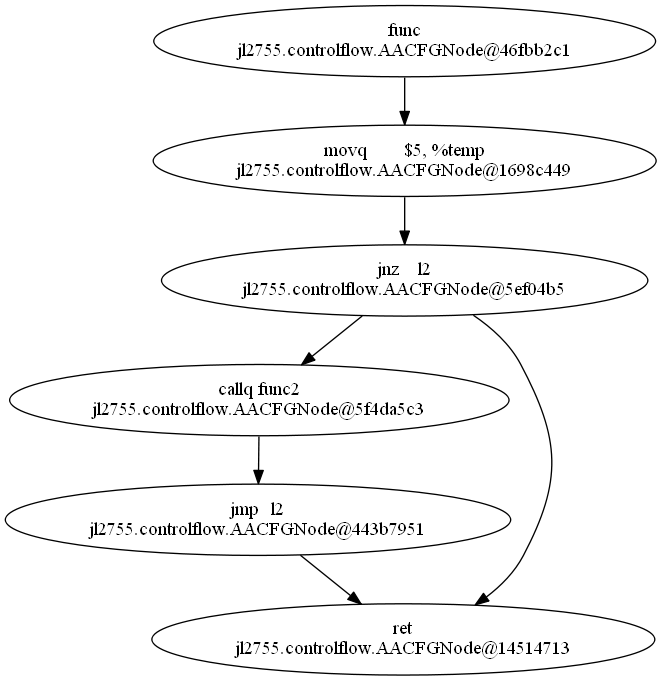 func
jl2755.controlflow.AACFGNode@46fbb2c1
movq $5, %temp
jl2755.controlflow.AACFGNode@1698c449
jnz l2
jl2755.controlflow.AACFGNode@5ef04b5
callq func2
jl2755.controlflow.AACFGNode@5f4da5c3
jmp l2
jl2755.controlflow.AACFGNode@443b7951
ret
jl2755.controlflow.AACFGNode@14514713